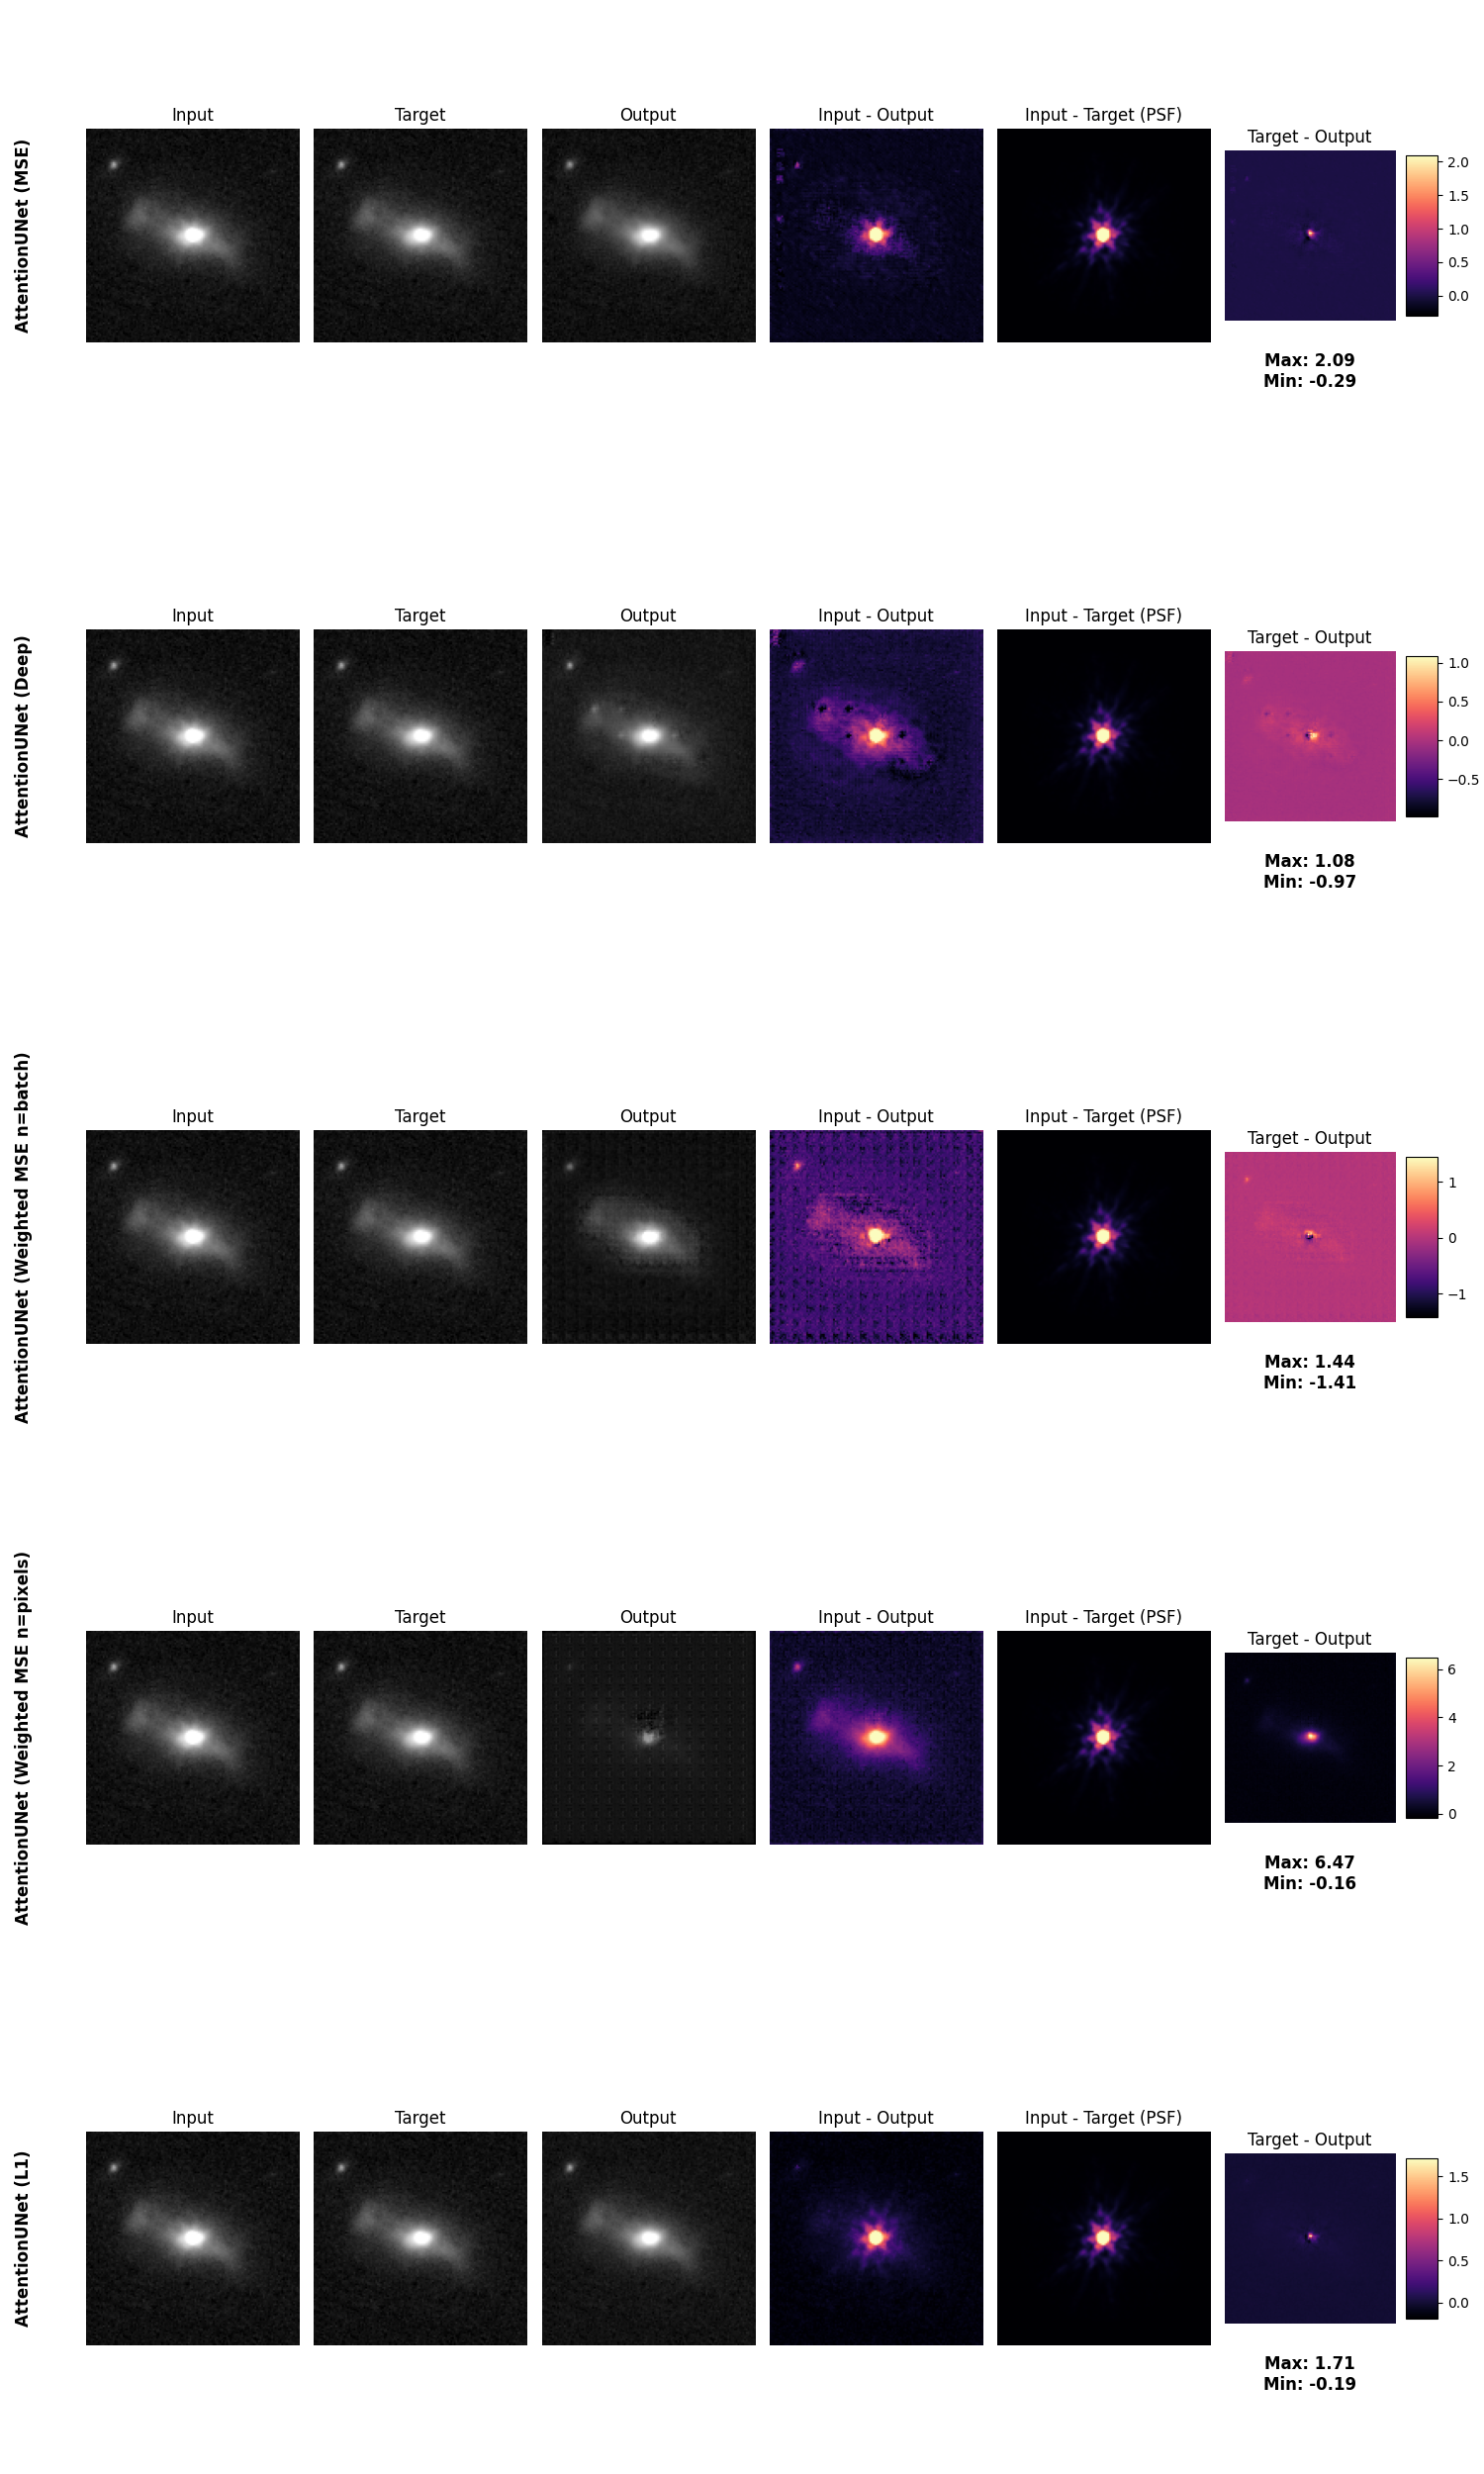 AttentionUNet (MSE)
Input
Target
Output
Input - Output
Input - Target (PSF)
Target - Output
2.0
1.5
1.0
0.5
0.0
Max: 2.09
Min: -0.29
AttentionUNet (Deep)
Input
Target
Output
Input - Output
Input - Target (PSF)
Target - Output
1.0
0.5
0.0
−0.5
Max: 1.08
Min: -0.97
AttentionUNet (Weighted MSE n=batch)
Input
Target
Output
Input - Output
Input - Target (PSF)
Target - Output
1
0
−1
Max: 1.44
Min: -1.41
AttentionUNet (Weighted MSE n=pixels)
Input
Target
Output
Input - Output
Input - Target (PSF)
Target - Output
6
4
2
0
Max: 6.47
Min: -0.16
AttentionUNet (L1)
Input
Target
Output
Input - Output
Input - Target (PSF)
Target - Output
1.5
1.0
0.5
0.0
Max: 1.71
Min: -0.19